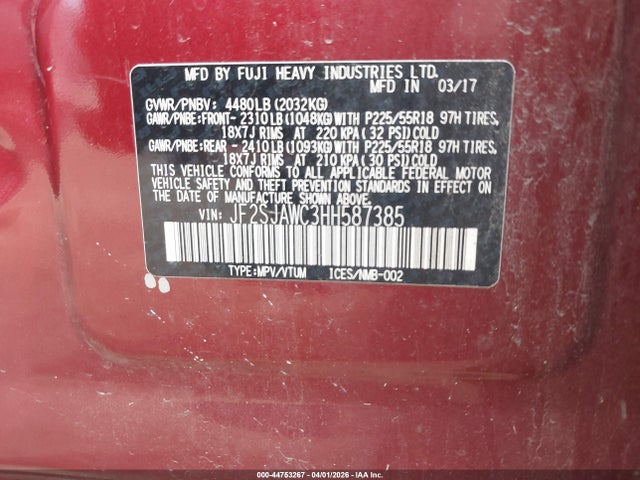 MFD BY FUJI HEAVY INDUSTRIES LTD.
MFD IN 03/17
GVWR/PNBV: 4480LB (2032KG)
GAWR/PNBE:FRONT- 2310LB (1048KG) WITH P225/55R18 97H TIRES,
18X7J RIMS AT 220 KPA (32 PSI) COLD
GAWR/PNBE:REAR - 2410LB (1093KG) WITH P225/55R18 97H TIRES,
18X7J RIMS AT 210 KPA (30 PSI) COLD
THIS VEHICLE CONFORMS TO ALL APPLICABLE FEDERAL MOTOR
VEHICLE SAFETY AND THEFT PREVENTION STANDARDS IN EFFECT ON
THE DATE OF MANUFACTURE SHOWN ABOVE.
VIN: JF2SJAWC3HH587385
TYPE:MPV/VTUM ICES/NMB-002
000-44753267 - 04/01/2026 - IAA Inc.